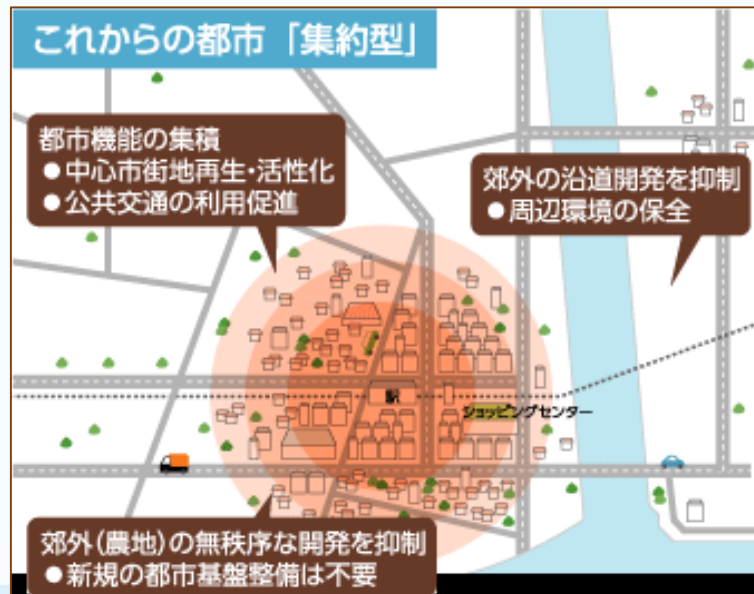 これからの都市「集約型」
都市機能の集積
●中心市街地再生・活性化
●公共交通の利用促進
郊外の沿道開発を抑制
●周辺環境の保全
駅
ショッピングセンター
郊外(農地)の無秩序な開発を抑制
●新規の都市基盤整備は不要